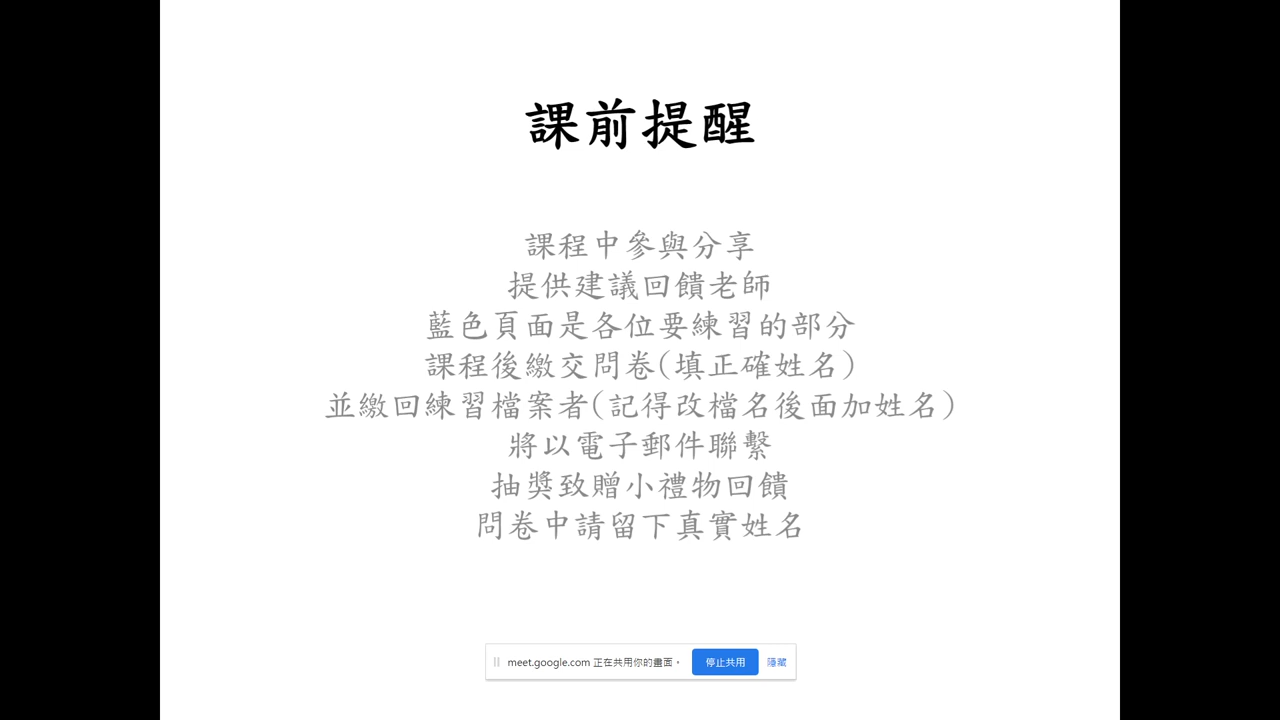 課前提醒
課程中參與分享
提供建議回饋老師
藍色頁面是各位要練習的部分
課程後繳交問卷(填正確姓名)
並繳回練習檔案者(記得改檔名後面加姓名)
將以電子郵件聯繫
抽獎致贈小禮物回饋
問卷中請留下真實姓名
meet.google.com 正在共用你的畫面。 停止共用 隱藏